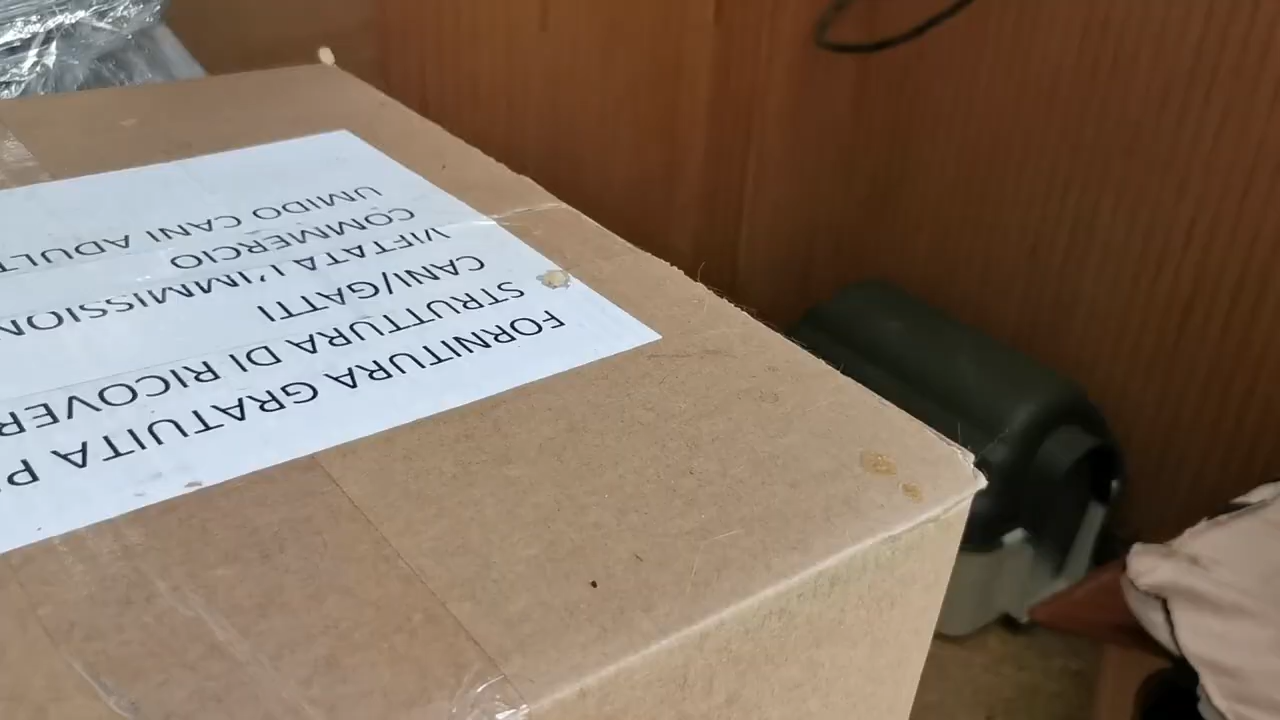 FORNITURA GRATUITA P
STRUTTURA DI RICOVER
CANI/GATTI
VIETATA L'IMMISSION
COMMERCIO
UMIDO CANI ADULT